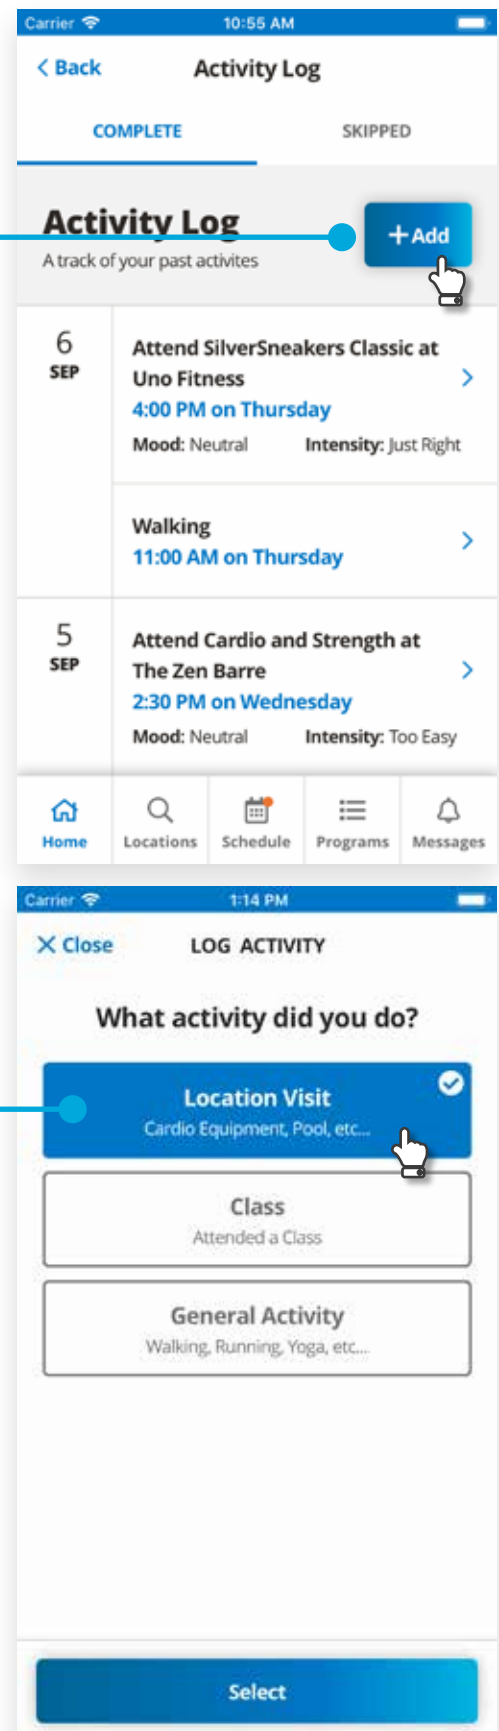 Carrier 10:55 AM
Back Activity Log
COMPLETE SKIPPED
Activity Log
+Add
A track of your past activites
6
SEP
Attend SilverSneakers Classic at
Uno Fitness
4:00 PM on Thursday
Mood: Neutral Intensity: Just Right
Walking
11:00 AM on Thursday
5
SEP
Attend Cardio and Strength at
The Zen Barre
2:30 PM on Wednesday
Mood: Neutral Intensity: Too Easy
Home Locations Schedule Programs Messages
Carrier 1:14 PM
Close LOG ACTIVITY
What activity did you do?
Location Visit
Cardio Equipment, Pool, etc...
Class
Attended a Class
General Activity
Walking, Running, Yoga, etc...
Select